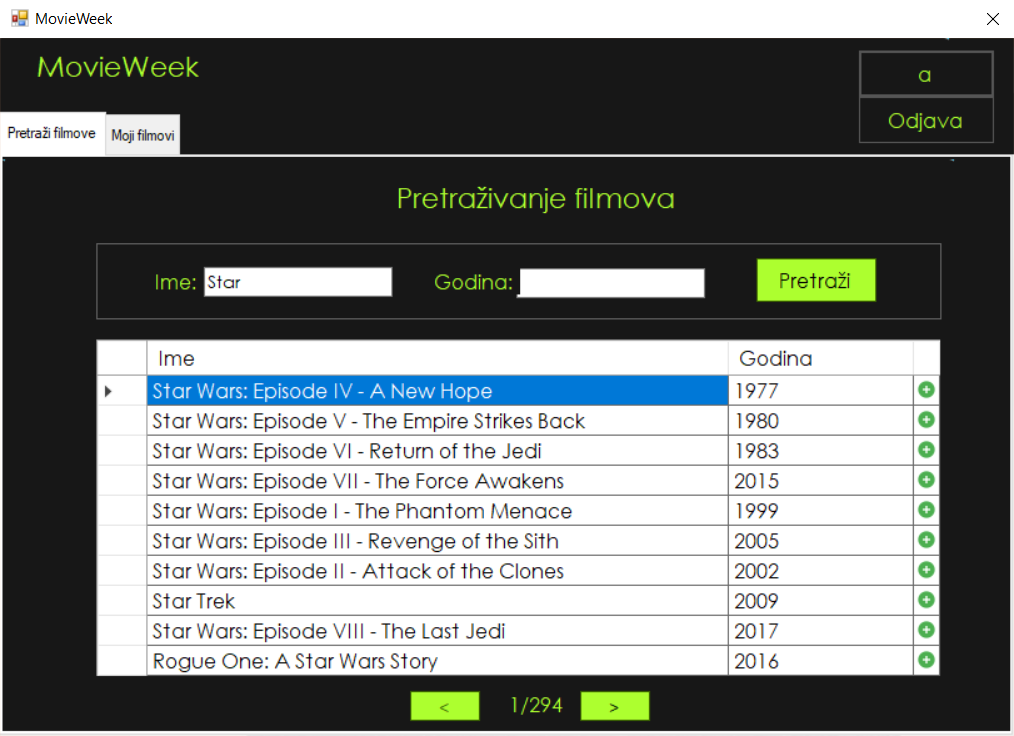 MovieWeek
MovieWeek
a
Odjava
Pretraži filmove Moji filmovi
Pretraživanje filmova
Ime: Star Godina: Pretraži
Ime Godina
Star Wars: Episode IV - A New Hope 1977
Star Wars: Episode V - The Empire Strikes Back 1980
Star Wars: Episode VI - Return of the Jedi 1983
Star Wars: Episode VII - The Force Awakens 2015
Star Wars: Episode I - The Phantom Menace 1999
Star Wars: Episode III - Revenge of the Sith 2005
Star Wars: Episode II - Attack of the Clones 2002
Star Trek 2009
Star Wars: Episode VIII - The Last Jedi 2017
Rogue One: A Star Wars Story 2016
< 1/294 >